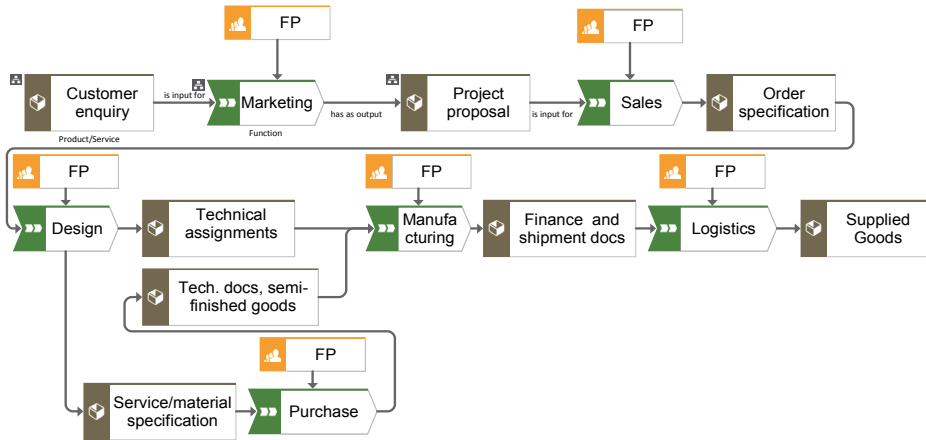 FP
FP
Customer
enquiry
is input for
Marketing
has as output
Project
proposal
is input for
Sales
Order
specification
Product/Service
Function
FP
FP
FP
Design
Technical
assignments
Manufa
cturing
Finance and
shipment docs
Logistics
Supplied
Goods
Tech. docs, semi-
finished goods
FP
Service/material
specification
Purchase